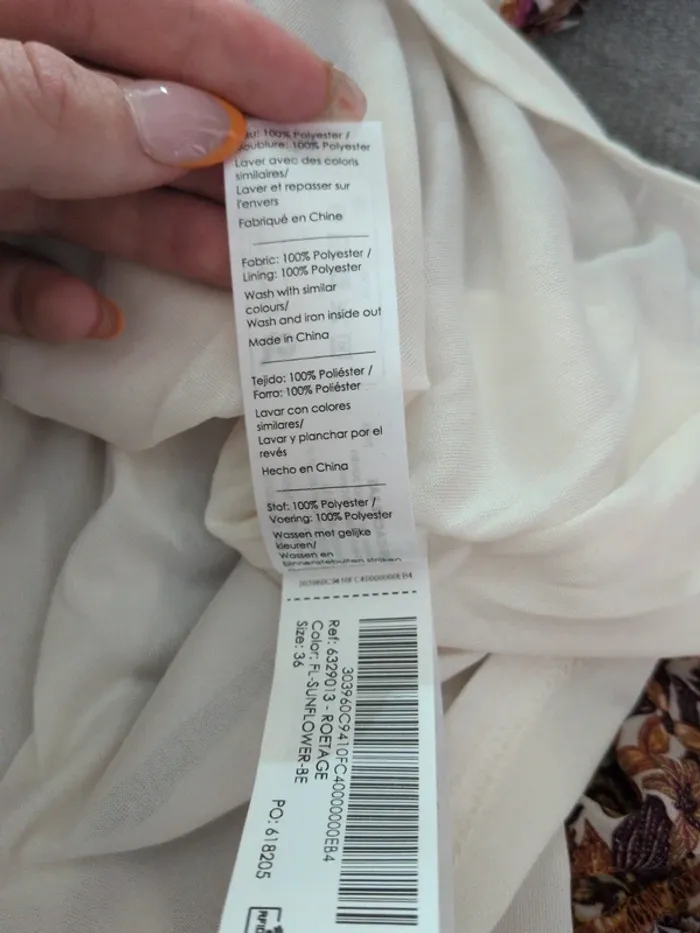 100% Polyester /
Doublure: 100% Polyester
Laver avec des coloris
similaires/
Laver et repasser sur
l'envers
Fabriqué en Chine
Fabric: 100% Polyester /
Lining: 100% Polyester
Wash with similar
colours/
Wash and iron inside out
Made in China
Tejido: 100% Poliéster /
Forro: 100% Poliéster
Lavar con colores
similares/
Lavar y planchar por el
revés
Hecho en China
Stof: 100% Polyester /
Voering: 100% Polyester
Wassen met gelijke
kleuren/
Wassen en
binnenstebuiten strijken
303960C9410FC40000000EB4
303960C9410FC40000000EB4
Ref: 6329013 - ROETAGE
Color: FL-SUNFLOWER-BE
Size: 36
PO: 618205